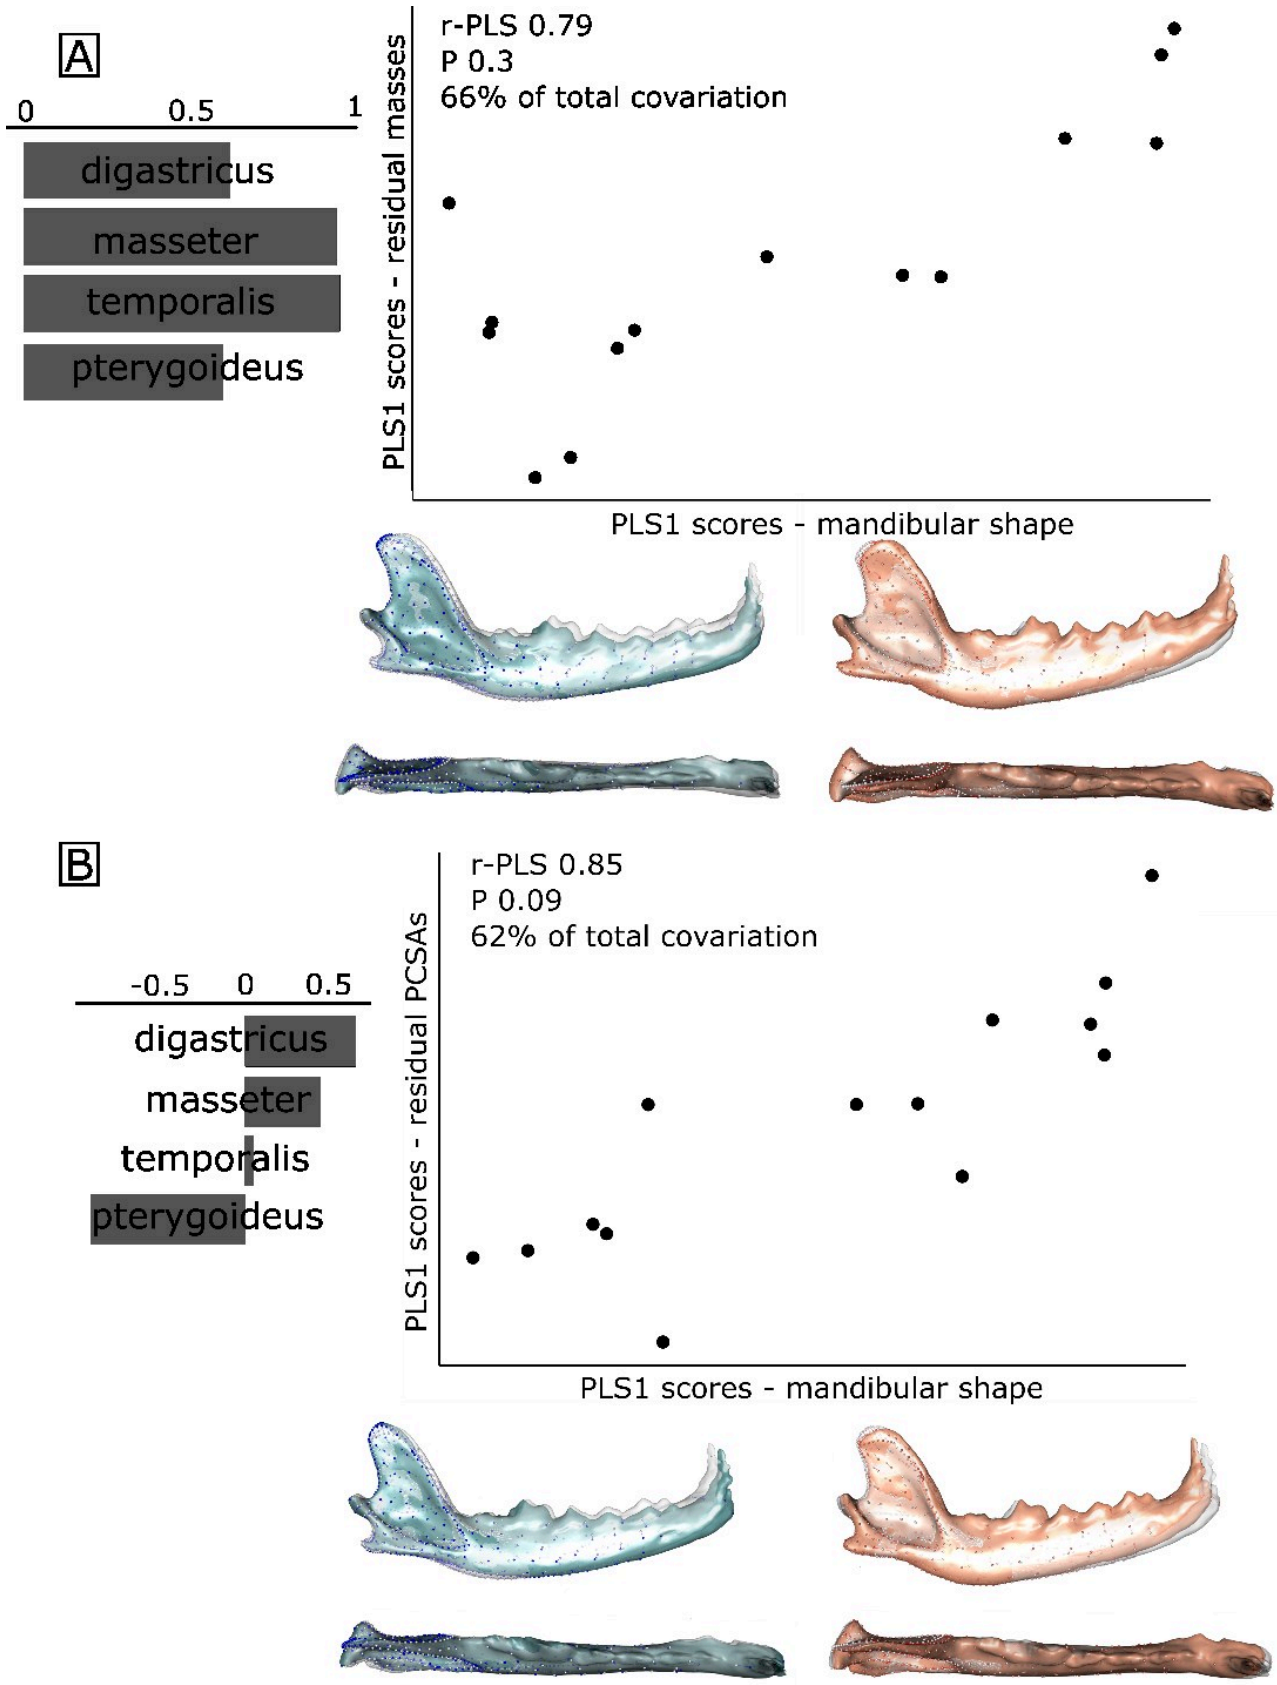 A
0 0.5 1
digastricus
masseter
temporalis
pterygoideus
PLS1 scores - residual masses
r-PLS 0.79
P 0.3
66% of total covariation
PLS1 scores - mandibular shape
B
-0.5 0 0.5
digastricus
masseter
temporalis
pterygoideus
PLS1 scores - residual PCSAs
r-PLS 0.85
P 0.09
62% of total covariation
PLS1 scores - mandibular shape